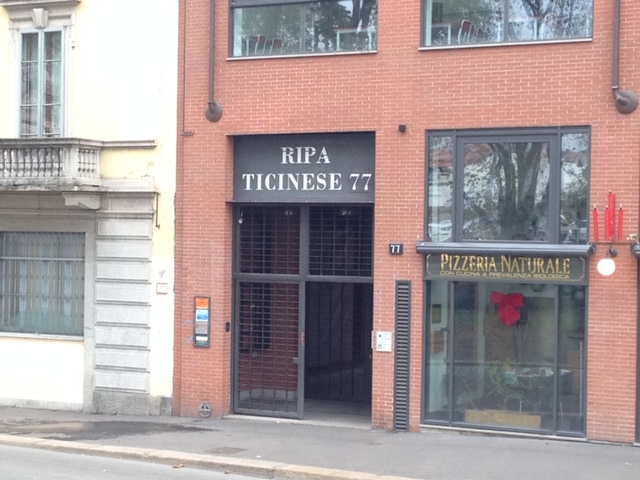 RIPA
TICINESE 77
77
PIZZERIA NATURALE
CON CUCINA A PREVALENZA BIOLOGICA